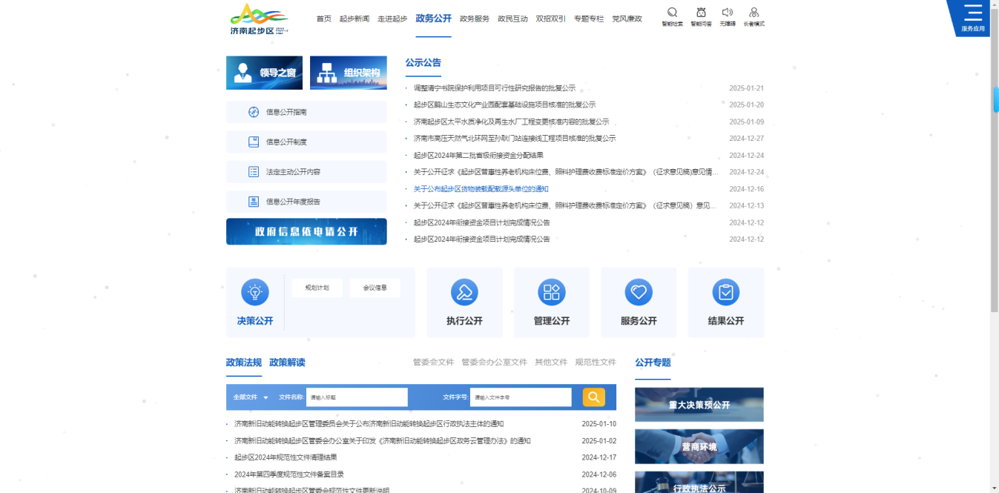 济南起步区
首页 起步新闻 走进起步 政务公开 政务服务 政民互动 双招双引 专题专栏 党风廉政
智能检索 智能问答 无障碍 长者模式
服务应用
领导之窗 组织架构
信息公开指南
信息公开制度
法定主动公开内容
信息公开年度报告
政府信息依申请公开
公示公告
· 调整清宁书院保护利用项目可行性研究报告的批复公示 2025-01-21
· 起步区鹊山生态文化产业园配套基础设施项目核准的批复公示 2025-01-20
· 济南起步区太平水质净化及再生水厂工程变更核准内容的批复公示 2025-01-09
· 济南市高压天然气北环网至孙耿门站连接线工程项目核准的批复公示 2024-12-27
· 起步区2024年第二批省级衔接资金分配结果 2024-12-24
· 关于公开征求《起步区普惠性养老机构床位费、照料护理费收费标准定价方案》（征求意见稿)意见情... 2024-12-24
· 关于公布起步区货物装载配载源头单位的通知 2024-12-16
· 关于公开征求《起步区普惠性养老机构床位费、照料护理费收费标准定价方案》（征求意见稿）意见... 2024-12-13
· 起步区2024年衔接资金项目计划完成情况公告 2024-12-12
· 起步区2024年衔接资金项目计划完成情况公告 2024-12-12
规划计划 会议信息
决策公开 执行公开 管理公开 服务公开 结果公开
政策法规 政策解读 管委会文件 管委会办公室文件 其他文件 规范性文件
全部文件 文件名称: 请输入标题 文件字号: 请输入文件字号
· 济南新旧动能转换起步区管理委员会关于公布济南新旧动能转换起步区行政执法主体的通知 2025-01-10
· 济南新旧动能转换起步区管委会办公室关于印发《济南新旧动能转换起步区政务云管理办法》的通知 2025-01-02
· 起步区2024年规范性文件清理结果 2024-12-17
· 2024年第四季度规范性文件备案目录 2024-12-06
· 济南新旧动能转换起步区管委会规范性文件更新说明 2024-10-09
公开专题
重大决策预公开
营商环境
行政执法公示